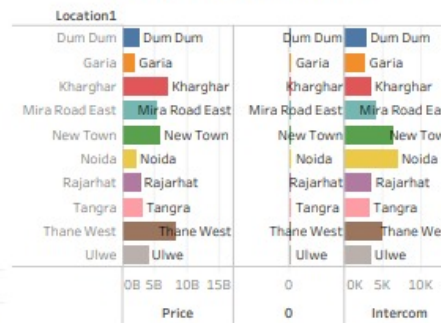 Location1
Dum Dum Dum Dum Dum Dum Dum Dum
Garia Garia Garia Garia
Kharghar Kharghar Kharghar Kharghar
Mira Road East Mira Road East Mira Road East Mira Road Ea
New Town New Town New Town New Tow
Noida Noida Noida Noida
Rajarhat Rajarhat Rajarhat Rajarhat
Tangra Tangra Tangra Tangra
Thane West Thane West Thane West Thane We
Ulwe Ulwe Ulwe Ulwe
0B 5B 10B 15B 0 0K 5K 10K
Price 0 Intercom